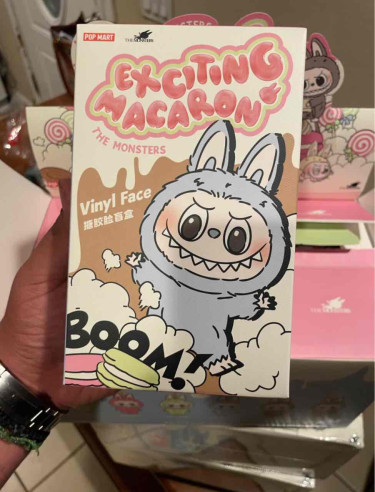 POP MART
THE MONSTERS
EXCITING
MACARON
THE MONSTERS
Vinyl Face
搪胶脸盲盒
BOOM!